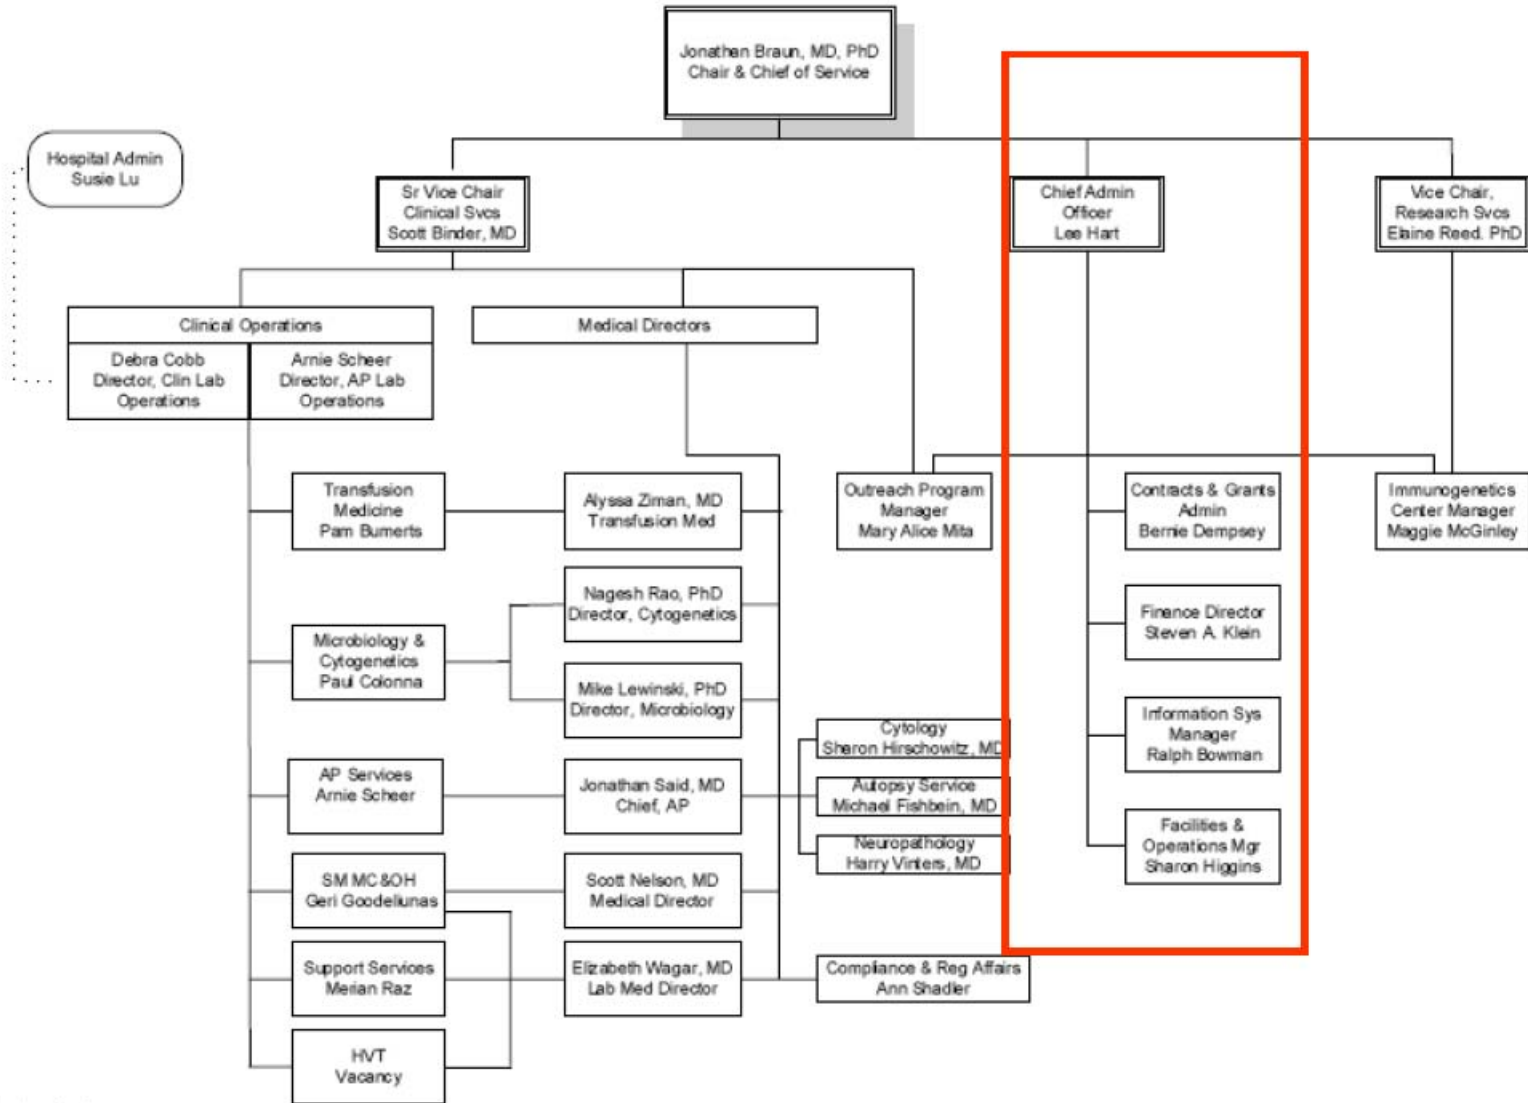 Jonathan Braun, MD, PhD
Chair & Chief of Service
Hospital Admin
Susie Lu
Sr Vice Chair
Clinical Svcs
Scott Binder, MD
Chief Admin
Officer
Lee Hart
Vice Chair,
Research Svcs
Elaine Reed. PhD
Clinical Operations
Debra Cobb
Director, Clin Lab
Operations
Arnie Scheer
Director, AP Lab
Operations
Medical Directors
Transfusion
Medicine
Pam Bumerts
Alyssa Ziman, MD
Transfusion Med
Outreach Program
Manager
Mary Alice Mita
Contracts & Grants
Admin
Bernie Dempsey
Immunogenetics
Center Manager
Maggie McGinley
Nagesh Rao, PhD
Director, Cytogenetics
Finance Director
Steven A. Klein
Microbiology &
Cytogenetics
Paul Colonna
Mike Lewinski, PhD
Director, Microbiology
Information Sys
Manager
Ralph Bowman
Cytology
Sharon Hirschowitz, MD
AP Services
Arnie Scheer
Jonathan Said, MD
Chief, AP
Autopsy Service
Michael Fishbein, MD
Neuropathology
Harry Vinters, MD
Facilities &
Operations Mgr
Sharon Higgins
SM MC&OH
Geri Goodeliunas
Scott Nelson, MD
Medical Director
Support Services
Merian Raz
Elizabeth Wagar, MD
Lab Med Director
Compliance & Reg Affairs
Ann Shadler
HVT
Vacancy